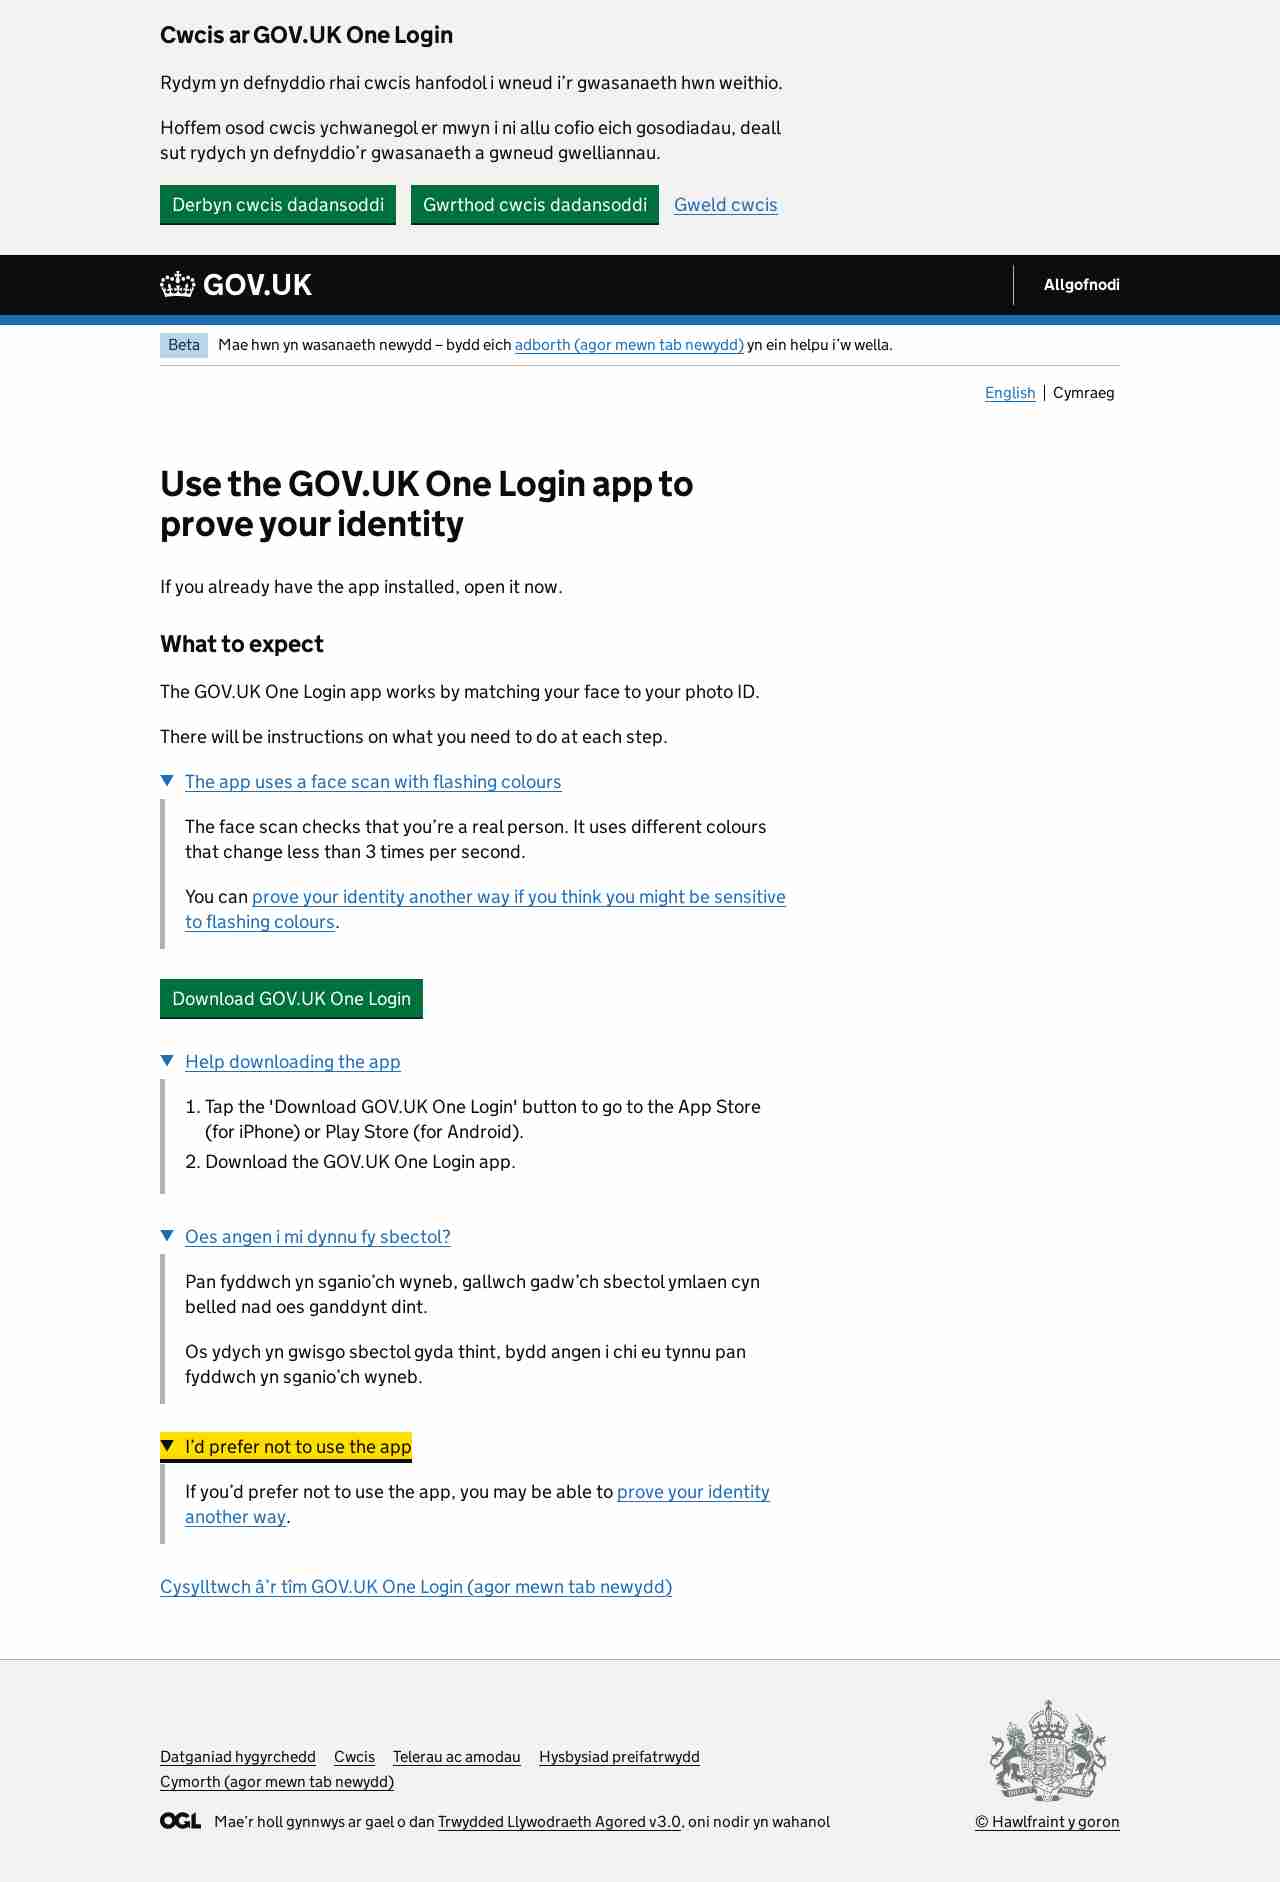 Cwcis ar GOV.UK One Login
Rydym yn defnyddio rhai cwcis hanfodol i wneud i’r gwasanaeth hwn weithio.
Hoffem osod cwcis ychwanegol er mwyn i ni allu cofio eich gosodiadau, deall
sut rydych yn defnyddio’r gwasanaeth a gwneud gwelliannau.
Derbyn cwcis dadansoddi Gwrthod cwcis dadansoddi Gweld cwcis
GOV.UK Allgofnodi
Beta Mae hwn yn wasanaeth newydd – bydd eich adborth (agor mewn tab newydd) yn ein helpu i’w wella.
English Cymraeg
Use the GOV.UK One Login app to
prove your identity
If you already have the app installed, open it now.
What to expect
The GOV.UK One Login app works by matching your face to your photo ID.
There will be instructions on what you need to do at each step.
The app uses a face scan with flashing colours
The face scan checks that you’re a real person. It uses different colours
that change less than 3 times per second.
You can prove your identity another way if you think you might be sensitive
to flashing colours.
Download GOV.UK One Login
Help downloading the app
1. Tap the 'Download GOV.UK One Login' button to go to the App Store
(for iPhone) or Play Store (for Android).
2. Download the GOV.UK One Login app.
Oes angen i mi dynnu fy sbectol?
Pan fyddwch yn sganio’ch wyneb, gallwch gadw’ch sbectol ymlaen cyn
belled nad oes ganddynt dint.
Os ydych yn gwisgo sbectol gyda thint, bydd angen i chi eu tynnu pan
fyddwch yn sganio’ch wyneb.
I’d prefer not to use the app
If you’d prefer not to use the app, you may be able to prove your identity
another way.
Cysylltwch â’r tîm GOV.UK One Login (agor mewn tab newydd)
Datganiad hygyrchedd Cwcis Telerau ac amodau Hysbysiad preifatrwydd
Cymorth (agor mewn tab newydd)
OGL Mae’r holl gynnwys ar gael o dan Trwydded Llywodraeth Agored v3.0, oni nodir yn wahanol
© Hawlfraint y goron